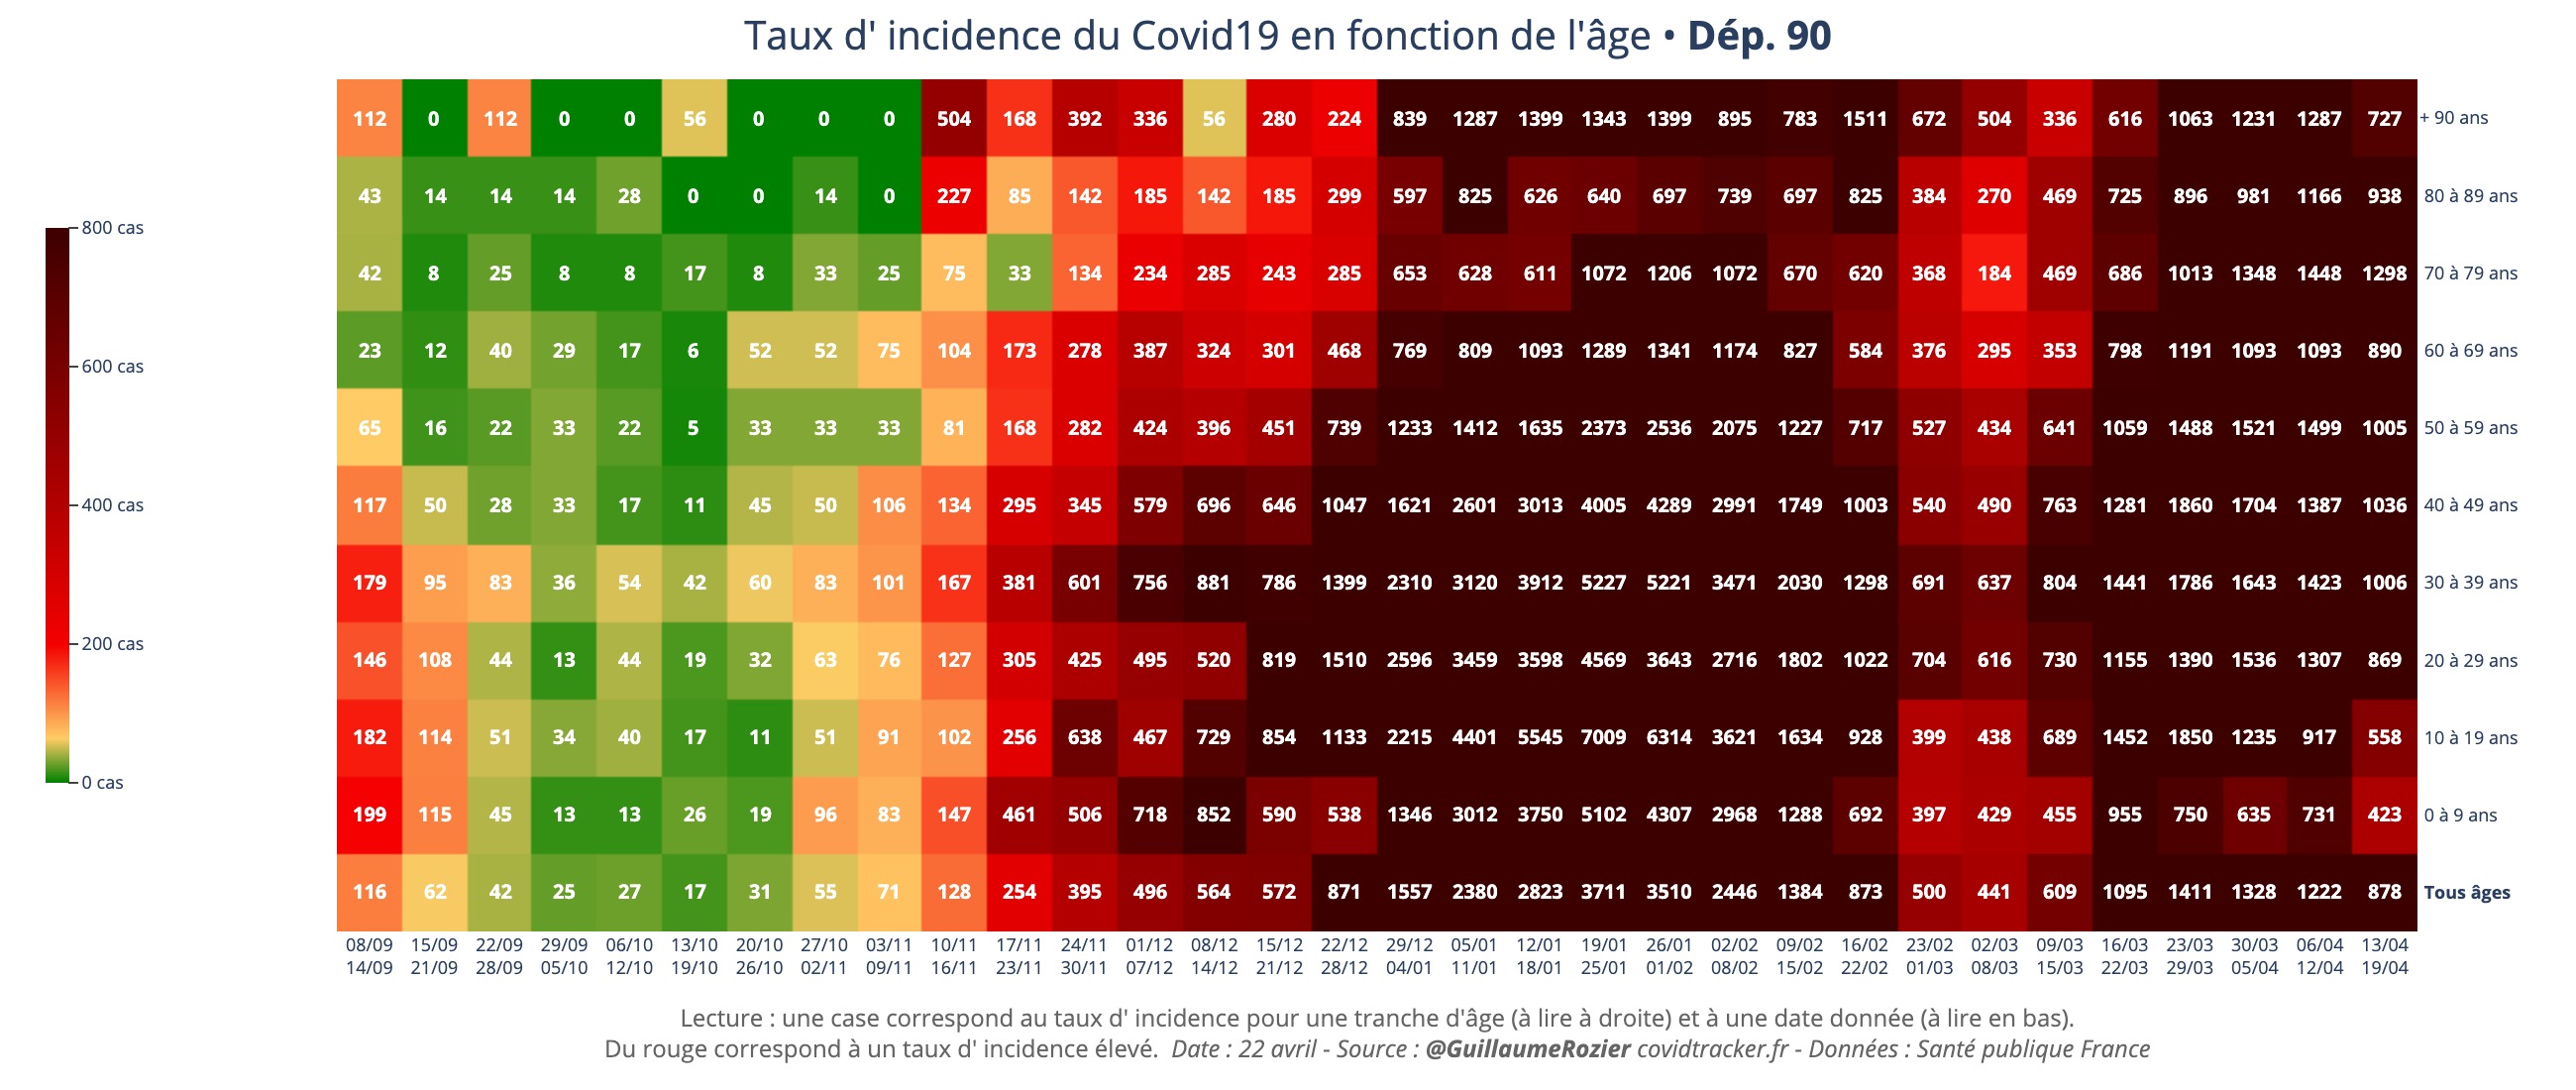 Taux d' incidence du Covid19 en fonction de l'âge • Dép. 90
112 0 112 0 0 56 0 0 0 504 168 392 336 56 280 224 839 1287 1399 1343 1399 895 783 1511 672 504 336 616 1063 1231 1287 727 + 90 ans
43 14 14 14 28 0 0 14 0 227 85 142 185 142 185 299 597 825 626 640 697 739 697 825 384 270 469 725 896 981 1166 938 80 à 89 ans
800 cas
42 8 25 8 8 17 8 33 25 75 33 134 234 285 243 285 653 628 611 1072 1206 1072 670 620 368 184 469 686 1013 1348 1448 1298 70 à 79 ans
23 12 40 29 17 6 52 52 75 104 173 278 387 324 301 468 769 809 1093 1289 1341 1174 827 584 376 295 353 798 1191 1093 1093 890 60 à 69 ans
600 cas
65 16 22 33 22 5 33 33 33 81 168 282 424 396 451 739 1233 1412 1635 2373 2536 2075 1227 717 527 434 641 1059 1488 1521 1499 1005 50 à 59 ans
400 cas
117 50 28 33 17 11 45 50 106 134 295 345 579 696 646 1047 1621 2601 3013 4005 4289 2991 1749 1003 540 490 763 1281 1860 1704 1387 1036 40 à 49 ans
179 95 83 36 54 42 60 83 101 167 381 601 756 881 786 1399 2310 3120 3912 5227 5221 3471 2030 1298 691 637 804 1441 1786 1643 1423 1006 30 à 39 ans
200 cas
146 108 44 13 44 19 32 63 76 127 305 425 495 520 819 1510 2596 3459 3598 4569 3643 2716 1802 1022 704 616 730 1155 1390 1536 1307 869 20 à 29 ans
182 114 51 34 40 17 11 51 91 102 256 638 467 729 854 1133 2215 4401 5545 7009 6314 3621 1634 928 399 438 689 1452 1850 1235 917 558 10 à 19 ans
0 cas
199 115 45 13 13 26 19 96 83 147 461 506 718 852 590 538 1346 3012 3750 5102 4307 2968 1288 692 397 429 455 955 750 635 731 423 0 à 9 ans
116 62 42 25 27 17 31 55 71 128 254 395 496 564 572 871 1557 2380 2823 3711 3510 2446 1384 873 500 441 609 1095 1411 1328 1222 878 Tous âges
08/09 15/09 22/09 29/09 06/10 13/10 20/10 27/10 03/11 10/11 17/11 24/11 01/12 08/12 15/12 22/12 29/12 05/01 12/01 19/01 26/01 02/02 09/02 16/02 23/02 02/03 09/03 16/03 23/03 30/03 06/04 13/04
14/09 21/09 28/09 05/10 12/10 19/10 26/10 02/11 09/11 16/11 23/11 30/11 07/12 14/12 21/12 28/12 04/01 11/01 18/01 25/01 01/02 08/02 15/02 22/02 01/03 08/03 15/03 22/03 29/03 05/04 12/04 19/04
Lecture : une case correspond au taux d' incidence pour une tranche d'âge (à lire à droite) et à une date donnée (à lire en bas).
Du rouge correspond à un taux d' incidence élevé. Date : 22 avril - Source : @GuillaumeRozier covidtracker.fr - Données : Santé publique France